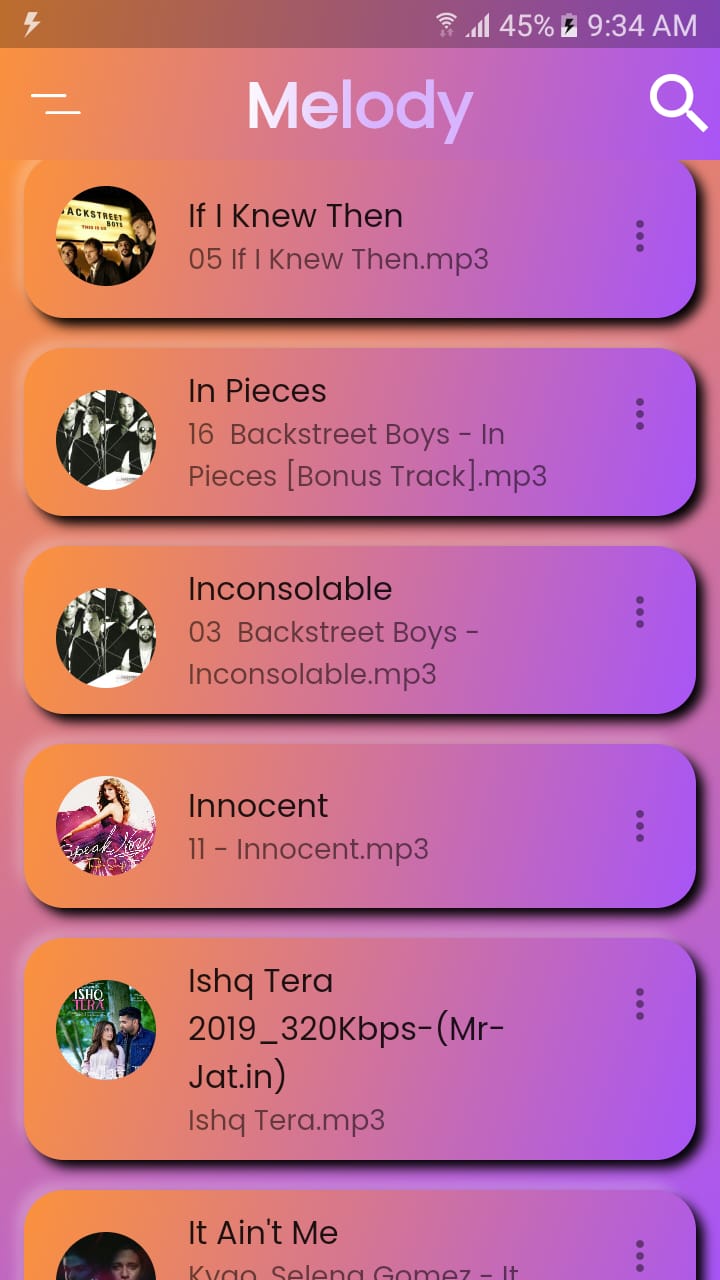 45% 9:34 AM
Melody
BACKSTREET
BOYS
THIS IS US
If I Knew Then
05 If I Knew Then.mp3
In Pieces
16 Backstreet Boys - In
Pieces [Bonus Track].mp3
Inconsolable
03 Backstreet Boys -
Inconsolable.mp3
Speak Now
Innocent
11 - Innocent.mp3
ISHQ
TERA
Ishq Tera
2019_320Kbps-(Mr-
Jat.in)
Ishq Tera.mp3
It Ain't Me
Kygo, Selena Gomez - It